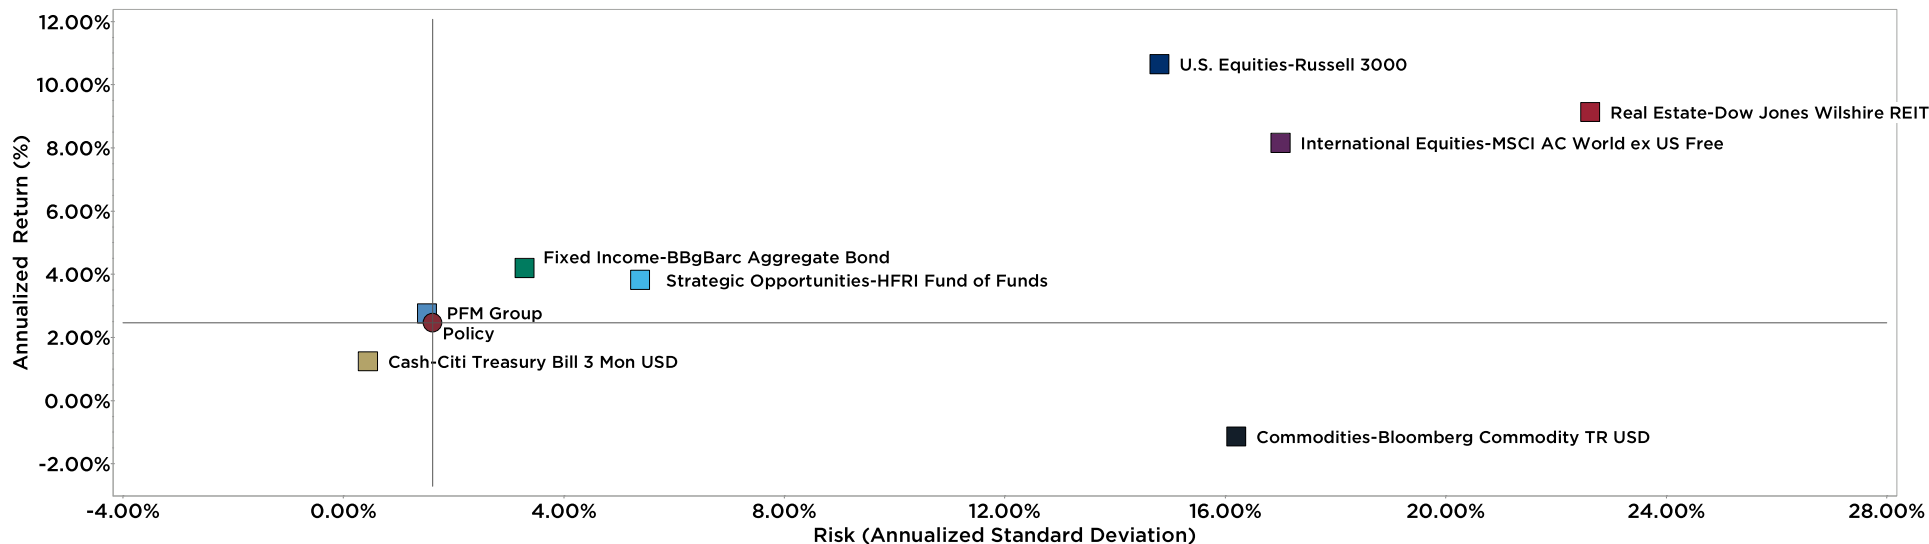 12.00%
U.S. Equities-Russell 3000
10.00%
Real Estate-Dow Jones Wilshire REIT
8.00%
International Equities-MSCI AC World ex US Free
Annualized Return (%)
6.00%
Fixed Income-BBgBarc Aggregate Bond
4.00%
Strategic Opportunities-HFRI Fund of Funds
PFM Group
Policy
2.00%
Cash-Citi Treasury Bill 3 Mon USD
0.00%
Commodities-Bloomberg Commodity TR USD
-2.00%
-4.00% 0.00% 4.00% 8.00% 12.00% 16.00% 20.00% 24.00% 28.00%
Risk (Annualized Standard Deviation)